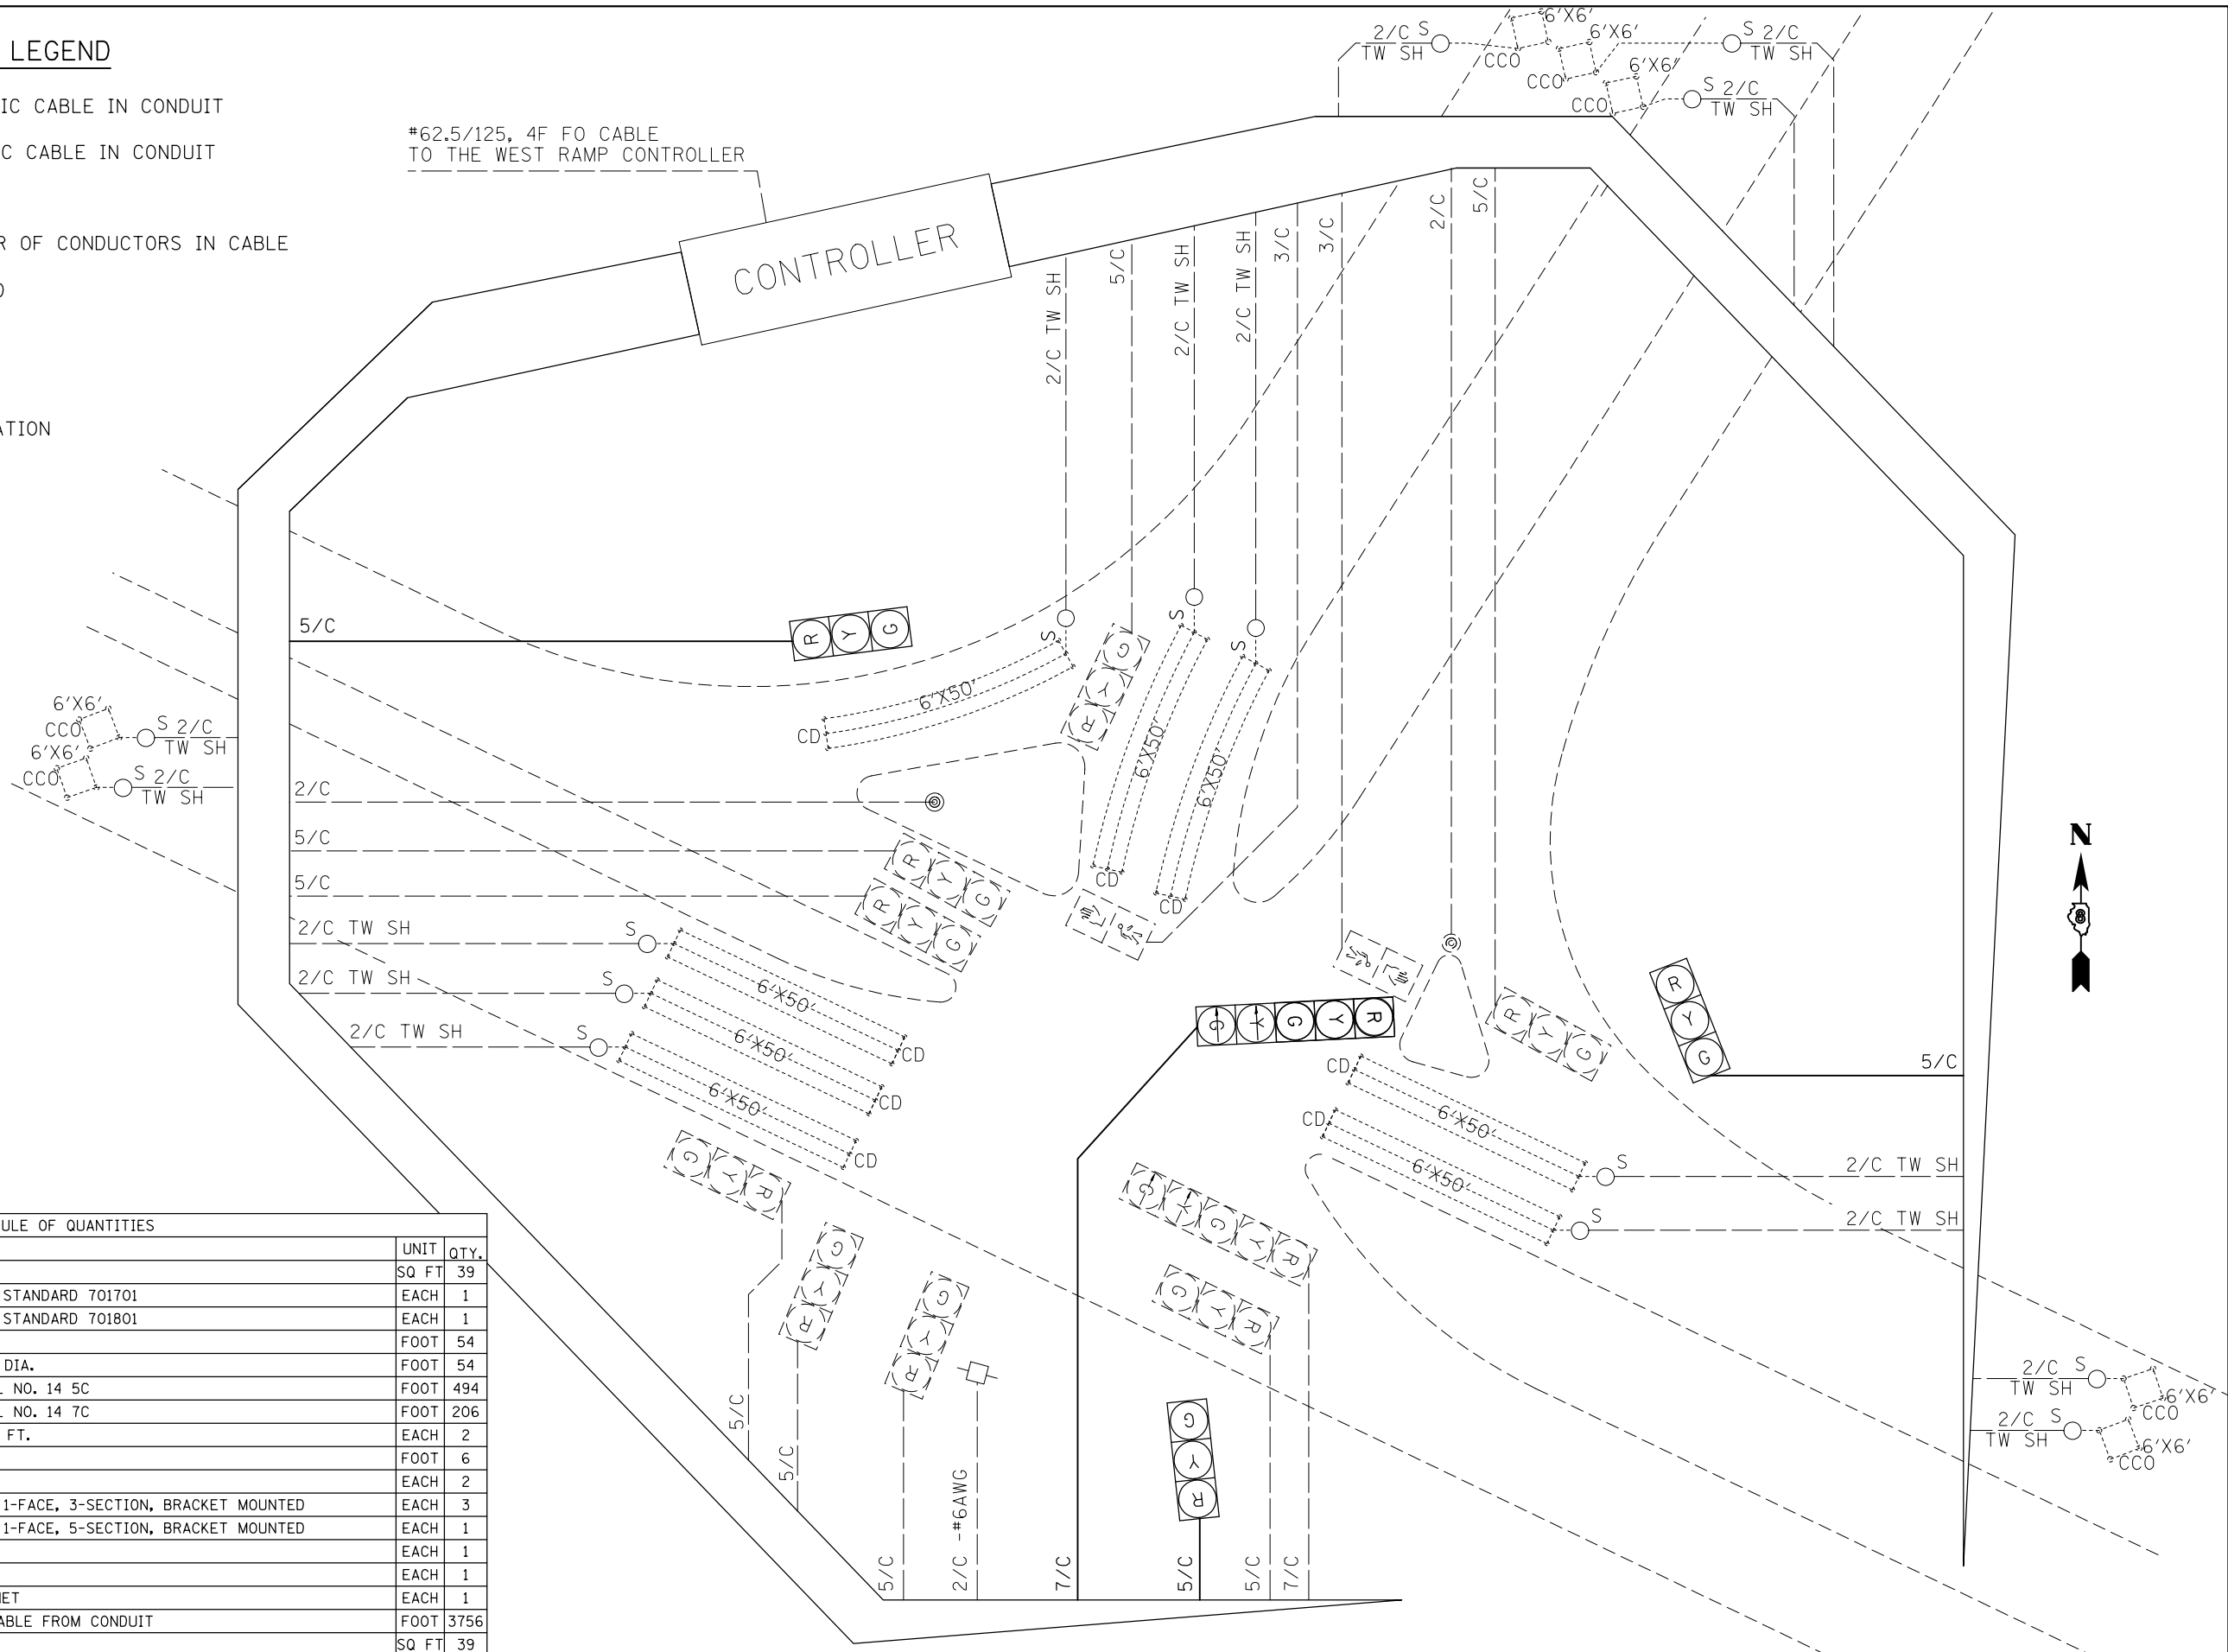 LEGEND
IC CABLE IN CONDUIT
C CABLE IN CONDUIT
R OF CONDUCTORS IN CABLE
ATION
#62.5/125, 4F FO CABLE
TO THE WEST RAMP CONTROLLER
CONTROLLER
2/C S
TW SH
CCO
6'X6'
CCO
6'X6'
CCO
6'X6'
S 2/C
TW SH
S 2/C
TW SH
2/C TW SH
5/C
2/C TW SH
2/C TW SH
3/C
3/C
2/C
5/C
5/C
R Y G
S
S
S
G Y R
6'X50'
CD
6'X50'
CD
6'X50'
CD
6'X6'
CCO
S 2/C
TW SH
6'X6'
CCO
S 2/C
TW SH
2/C
5/C
R Y G
5/C
R Y G
2/C TW SH
S
6'X50'
CD
2/C TW SH
S
6'X50'
CD
2/C TW SH
S
6'X50'
CD
N
8
G Y G Y R
R Y G
R Y G
5/C
CD
6'X50'
S
2/C TW SH
CD
6'X50'
S
2/C TW SH
G Y R
G Y R
G Y R
G Y G Y R
G Y R
G Y R
5/C
5/C
5/C
2/C -#6AWG
7/C
5/C
5/C
7/C
2/C S
TW SH
6'X6'
CCO
2/C S
TW SH
6'X6'
CCO
ULE OF QUANTITIES
UNIT QTY.
SQ FT 39
STANDARD 701701 EACH 1
STANDARD 701801 EACH 1
FOOT 54
DIA. FOOT 54
NO. 14 5C FOOT 494
NO. 14 7C FOOT 206
FT. EACH 2
FOOT 6
EACH 2
1-FACE, 3-SECTION, BRACKET MOUNTED EACH 3
1-FACE, 5-SECTION, BRACKET MOUNTED EACH 1
EACH 1
EACH 1
NET EACH 1
ABLE FROM CONDUIT FOOT 3756
SQ FT 39